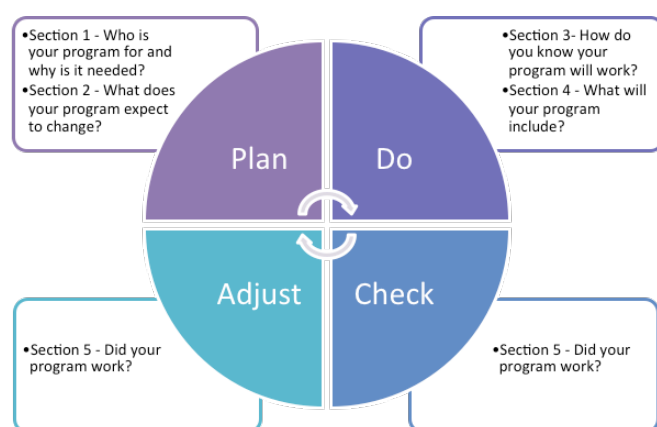 •Section 1 - Who is
your program for and
why is it needed?
•Section 2 - What does
your program expect
to change?
•Section 3- How do
you know your
program will work?
•Section 4 - What will
your program
include?
Plan
Do
Adjust
Check
•Section 5 - Did your
program work?
•Section 5 - Did your
program work?